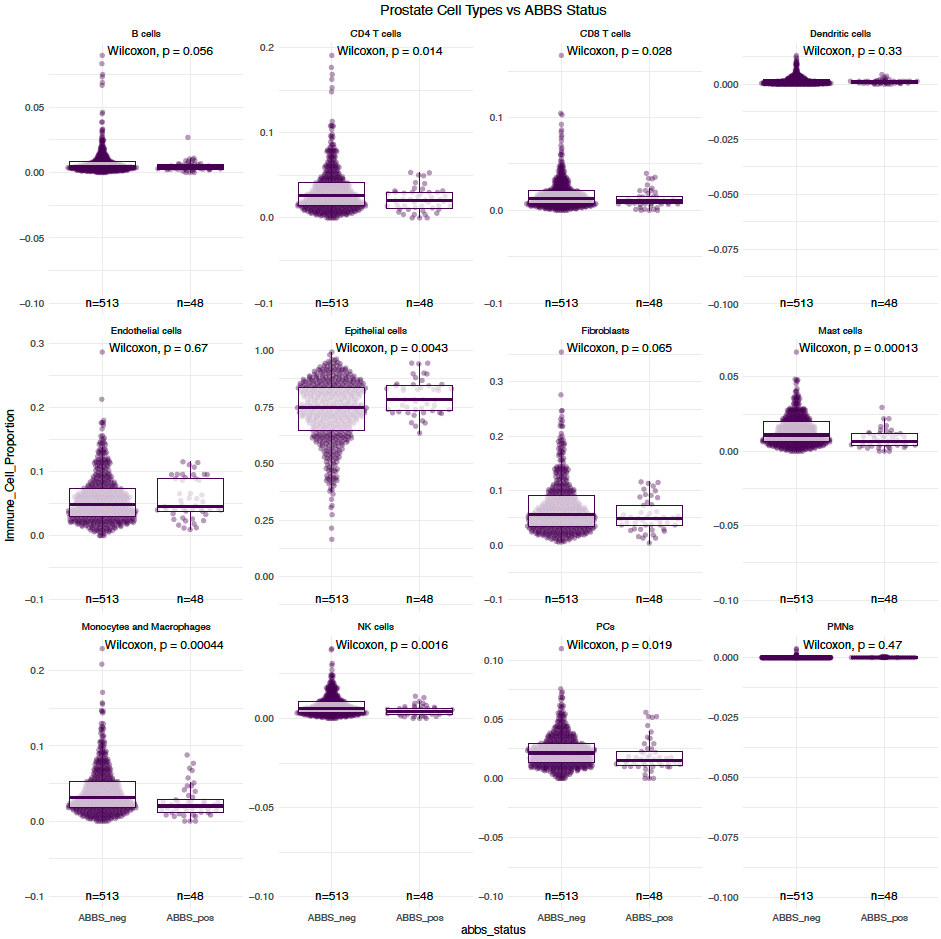 Prostate Cell Types vs ABBS Status
B cells
CD4 T cells
CD8 T cells
Dendritic cells
Wilcoxon, p = 0.056
Wilcoxon, p = 0.014
Wilcoxon, p = 0.028
Wilcoxon, p = 0.33
0.05
0.00
−0.05
−0.10
0.2
0.1
0.0
−0.1
0.1
0.0
−0.1
0.000
−0.025
−0.050
−0.075
−0.100
n=513
n=48
n=513
n=48
n=513
n=48
n=513
n=48
Endothelial cells
Epithelial cells
Fibroblasts
Mast cells
Wilcoxon, p = 0.67
Wilcoxon, p = 0.0043
Wilcoxon, p = 0.065
Wilcoxon, p = 0.00013
0.3
0.2
0.1
0.0
−0.1
1.00
0.75
0.50
0.25
0.00
0.3
0.2
0.1
0.0
−0.1
0.05
0.00
−0.05
−0.10
n=513
n=48
n=513
n=48
n=513
n=48
n=513
n=48
Immune_Cell_Proportion
Monocytes and Macrophages
NK cells
PCs
PMNs
Wilcoxon, p = 0.00044
Wilcoxon, p = 0.0016
Wilcoxon, p = 0.019
Wilcoxon, p = 0.47
0.2
0.1
0.0
−0.1
0.00
−0.05
−0.10
0.10
0.05
0.00
−0.05
−0.10
0.000
−0.025
−0.050
−0.075
−0.100
n=513
n=48
n=513
n=48
n=513
n=48
n=513
n=48
ABBS_neg
ABBS_pos
ABBS_neg
ABBS_pos
ABBS_neg
ABBS_pos
ABBS_neg
ABBS_pos
abbs_status